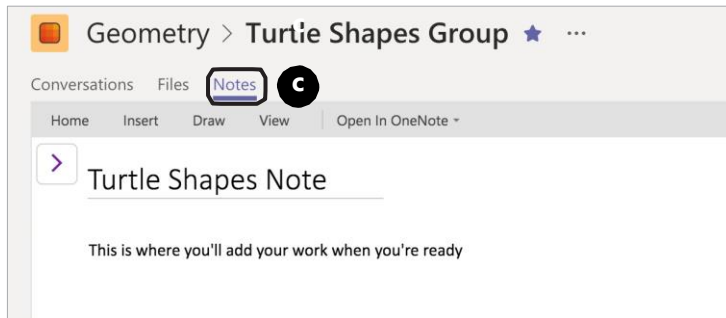 Geometry > Turtle Shapes Group ...
Conversations Files Notes C
Home Insert Draw View Open In OneNote
>
Turtle Shapes Note
This is where you'll add your work when you're ready